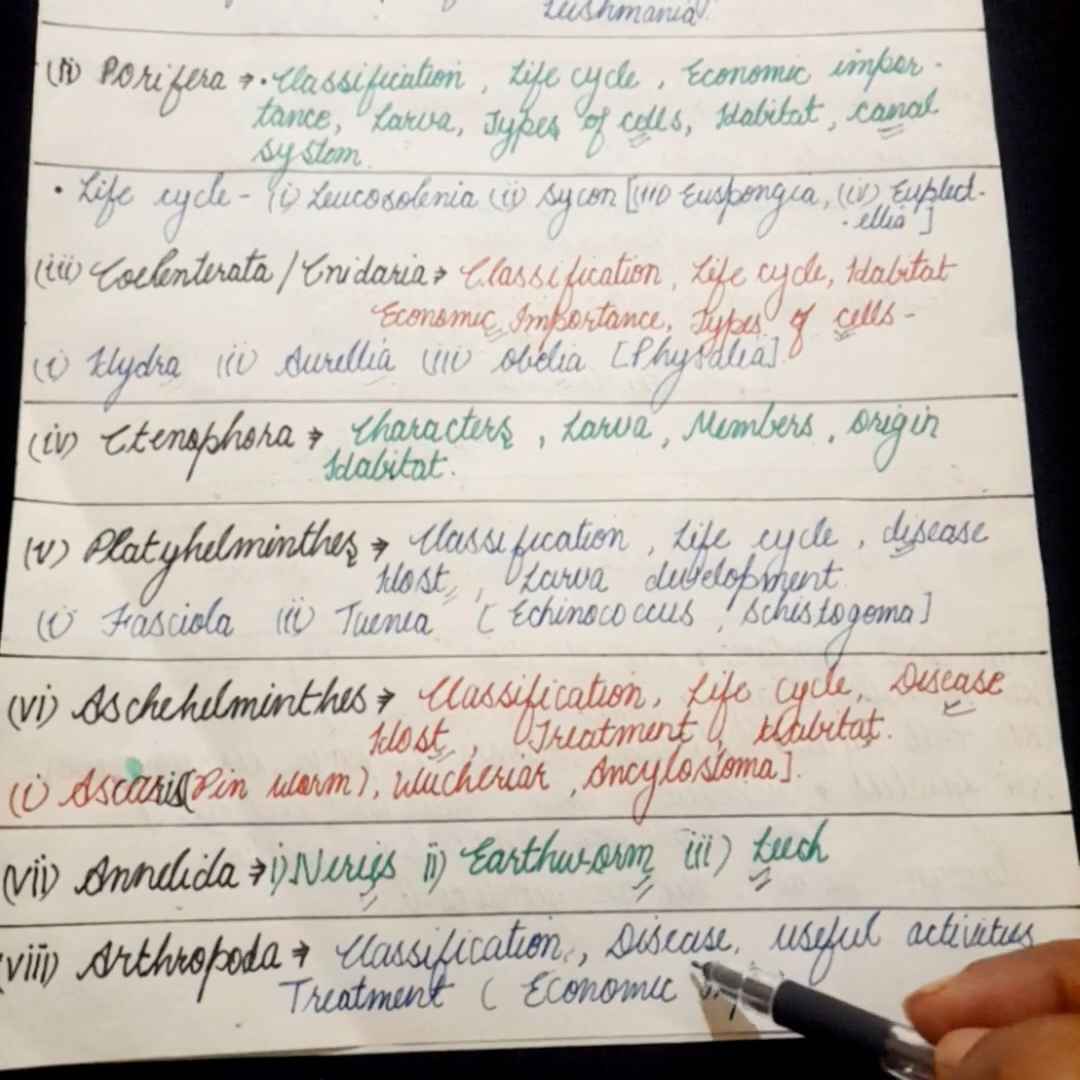 Leishmania
(ii) Porifera → • Classification, Life cycle, Economic impor-
tance, Larva, Types of cells, Habitat, canal
system
• Life cycle - (i) Leucosolenia (ii) Sycon [(iii) Euspongia, (iv) Euplect-
-ellia]
(iii) Coelenterata / Cnidaria → Classification, Life cycle, Habitat
Economic Importance, Types of cells -
(i) Hydra (ii) Aurellia (iii) Obelia [Physalia]
(iv) Ctenophora → Characters, Larva, Members, Origin
Habitat.
(v) Platyhelminthes → Classification, Life cycle, disease
Host, Larva development
(i) Fasciola (ii) Taenea (Echinococcus, Schistogoma]
(vi) Aschehelminthes → Classification, Life cycle, Disease
Host, Treatment, Habitat.
(i) Ascaris (Pin worm), Wucheriar, Ancylostoma].
(vii) Annelida → i) Neries ii) Earthworm iii) Leech
(viii) Arthropoda → Classification, Disease, useful activities
Treatment ( Economic